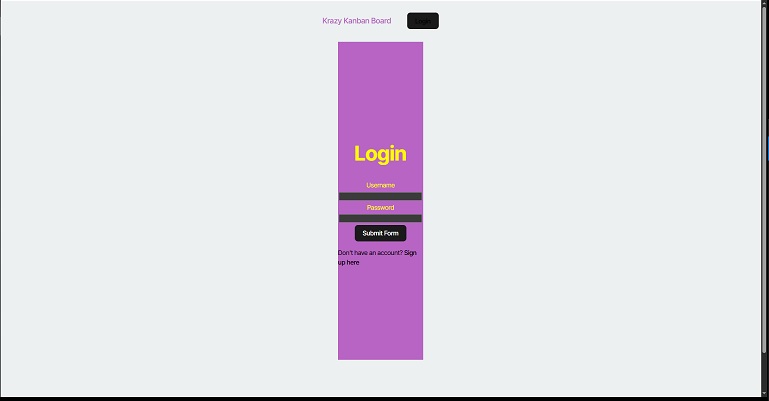 Krazy Kanban Board
Login
Login
Username
Password
Submit Form
Don't have an account? Sign
up here